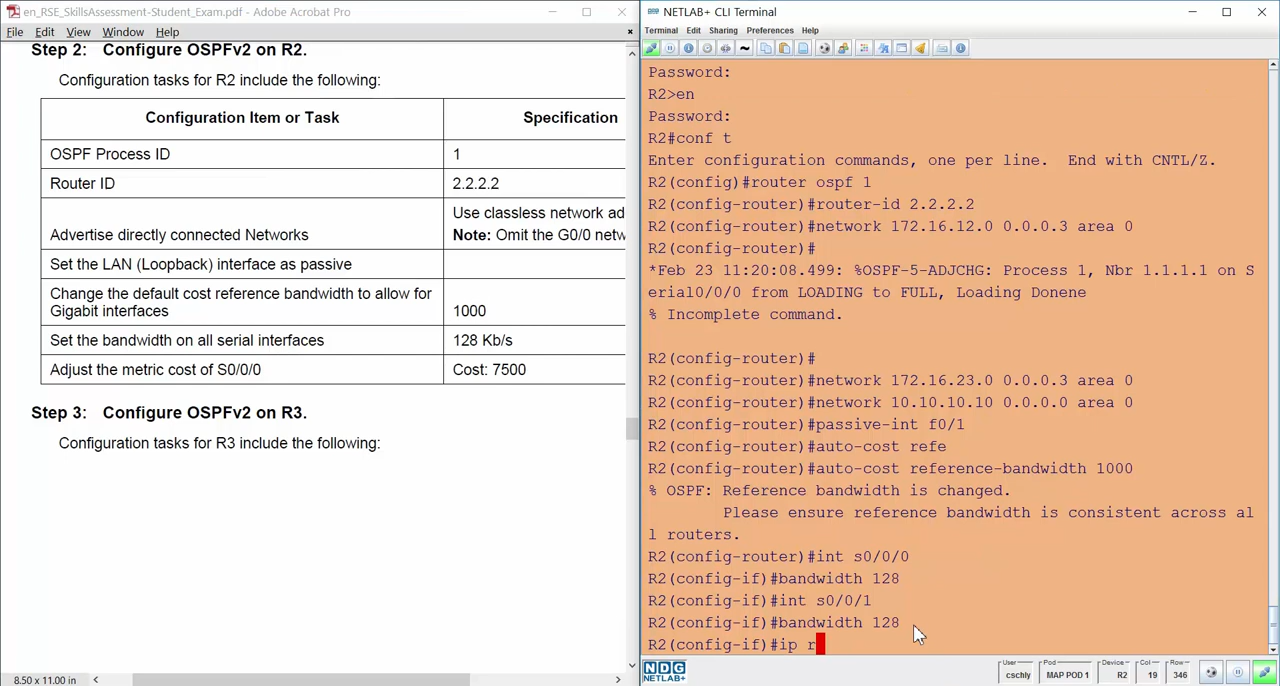 en_RSE_SkillsAssessment-Student_Exam.pdf - Adobe Acrobat Pro
File Edit View Window Help
Step 2: Configure OSPFv2 on R2.
Configuration tasks for R2 include the following:
Configuration Item or Task Specification
OSPF Process ID 1
Router ID 2.2.2.2
Use classless network ad
Advertise directly connected Networks Note: Omit the G0/0 netw
Set the LAN (Loopback) interface as passive
Change the default cost reference bandwidth to allow for
Gigabit interfaces 1000
Set the bandwidth on all serial interfaces 128 Kb/s
Adjust the metric cost of S0/0/0 Cost: 7500
Step 3: Configure OSPFv2 on R3.
Configuration tasks for R3 include the following:
8.50 x 11.00 in
NETLAB+ CLI Terminal
Terminal Edit Sharing Preferences Help
Password:
R2>en
Password:
R2#conf t
Enter configuration commands, one per line. End with CNTL/Z.
R2(config)#router ospf 1
R2(config-router)#router-id 2.2.2.2
R2(config-router)#network 172.16.12.0 0.0.0.3 area 0
R2(config-router)#
*Feb 23 11:20:08.499: %OSPF-5-ADJCHG: Process 1, Nbr 1.1.1.1 on S
erial0/0/0 from LOADING to FULL, Loading Donene
% Incomplete command.
R2(config-router)#
R2(config-router)#network 172.16.23.0 0.0.0.3 area 0
R2(config-router)#network 10.10.10.10 0.0.0.0 area 0
R2(config-router)#passive-int f0/1
R2(config-router)#auto-cost refe
R2(config-router)#auto-cost reference-bandwidth 1000
% OSPF: Reference bandwidth is changed.
Please ensure reference bandwidth is consistent across al
l routers.
R2(config-router)#int s0/0/0
R2(config-if)#bandwidth 128
R2(config-if)#int s0/0/1
R2(config-if)#bandwidth 128
R2(config-if)#ip r
NDG
NETLAB+
User Pod Device Col Row
cschly MAP POD 1 R2 19 346